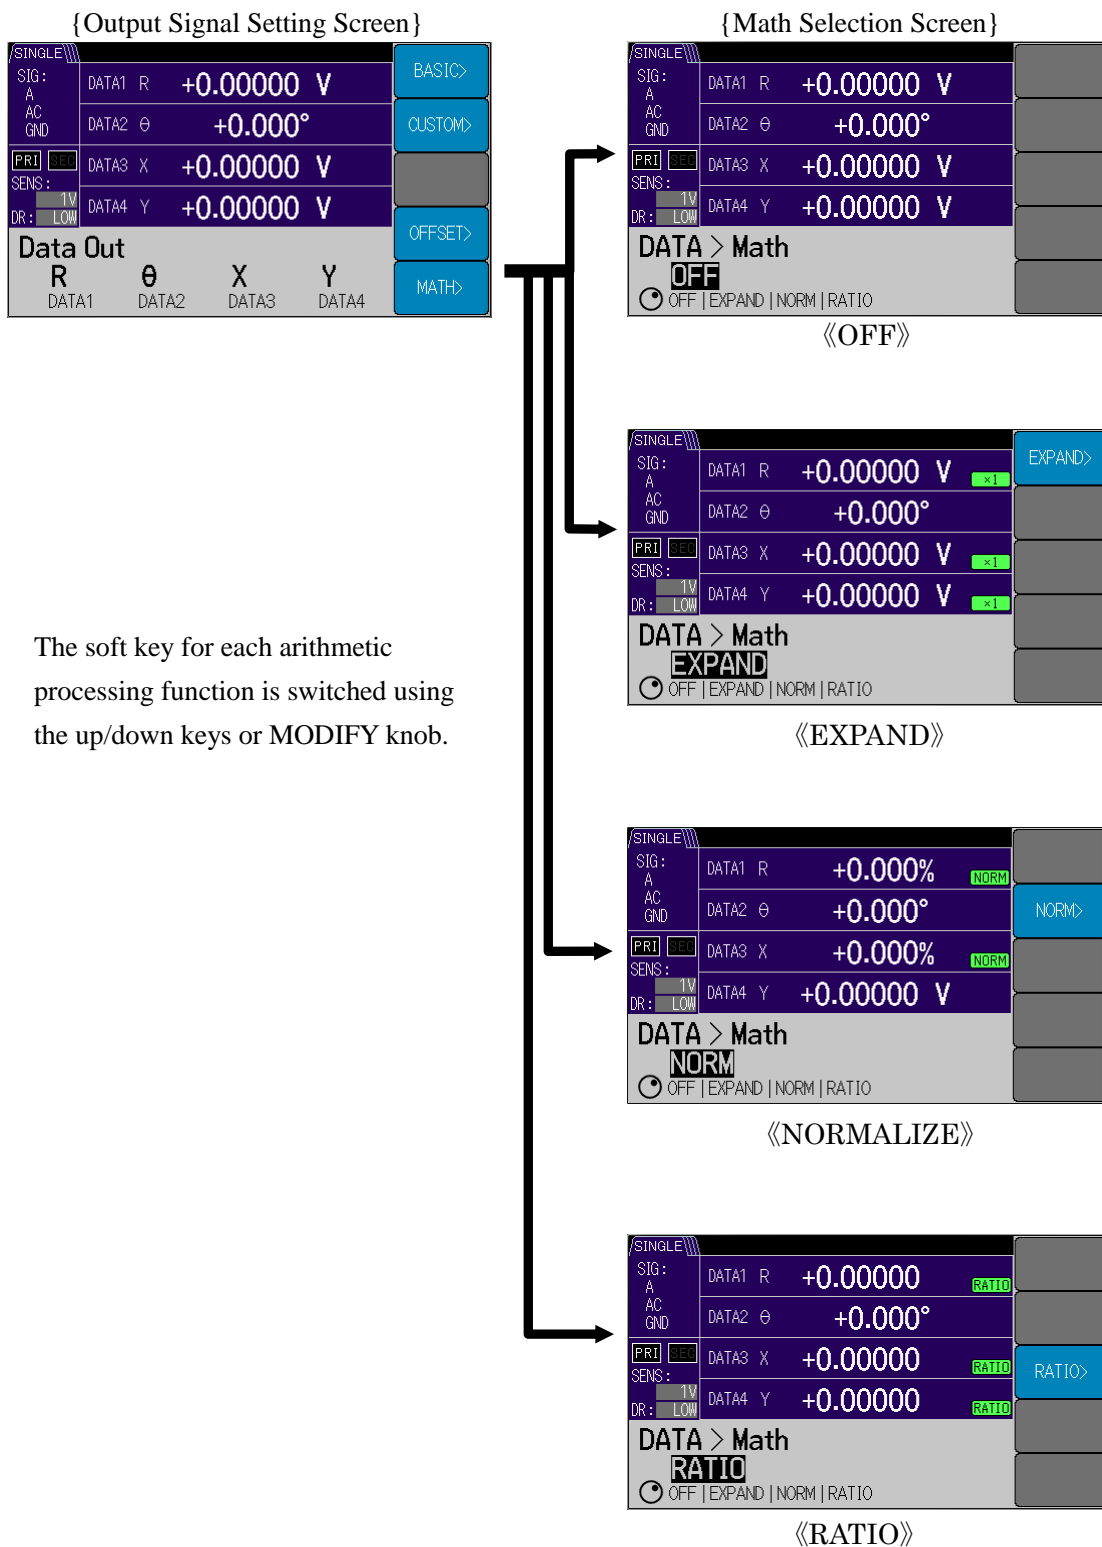 {Output Signal Setting Screen}
SINGLE
SIG:
A
AC
GND
PRI SEC
SENS:
1V
DR: LOW
DATA1 R +0.00000 V
DATA2 θ +0.000°
DATA3 X +0.00000 V
DATA4 Y +0.00000 V
Data Out
R θ X Y
DATA1 DATA2 DATA3 DATA4
BASIC>
CUSTOM>
OFFSET>
MATH>
The soft key for each arithmetic
processing function is switched using
the up/down keys or MODIFY knob.
{Math Selection Screen}
SINGLE
SIG:
A
AC
GND
PRI SEC
SENS:
1V
DR: LOW
DATA1 R +0.00000 V
DATA2 θ +0.000°
DATA3 X +0.00000 V
DATA4 Y +0.00000 V
DATA > Math
OFF
OFF | EXPAND | NORM | RATIO
《OFF》
SINGLE
SIG:
A
AC
GND
PRI SEC
SENS:
1V
DR: LOW
DATA1 R +0.00000 V ×1
DATA2 θ +0.000°
DATA3 X +0.00000 V ×1
DATA4 Y +0.00000 V ×1
DATA > Math
EXPAND
OFF | EXPAND | NORM | RATIO
EXPAND>
《EXPAND》
SINGLE
SIG:
A
AC
GND
PRI SEC
SENS:
1V
DR: LOW
DATA1 R +0.000% NORM
DATA2 θ +0.000°
DATA3 X +0.000% NORM
DATA4 Y +0.00000 V
DATA > Math
NORM
OFF | EXPAND | NORM | RATIO
NORM>
《NORMALIZE》
SINGLE
SIG:
A
AC
GND
PRI SEC
SENS:
1V
DR: LOW
DATA1 R +0.00000 RATIO
DATA2 θ +0.000°
DATA3 X +0.00000 RATIO
DATA4 Y +0.00000 RATIO
DATA > Math
RATIO
OFF | EXPAND | NORM | RATIO
RATIO>
《RATIO》